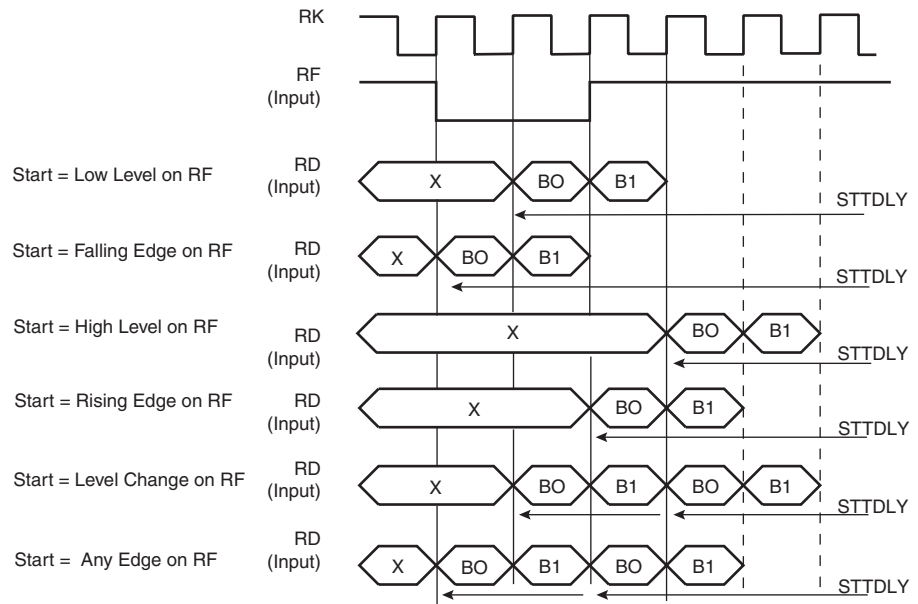 RK
RF
(Input)
Start = Low Level on RF
RD
(Input)
X
BO
B1
STTDLY
Start = Falling Edge on RF
RD
(Input)
X
BO
B1
STTDLY
Start = High Level on RF
RD
(Input)
X
BO
B1
STTDLY
Start = Rising Edge on RF
RD
(Input)
X
BO
B1
STTDLY
Start = Level Change on RF
RD
(Input)
X
BO
B1
BO
B1
STTDLY
Start = Any Edge on RF
RD
(Input)
X
BO
B1
BO
B1
STTDLY